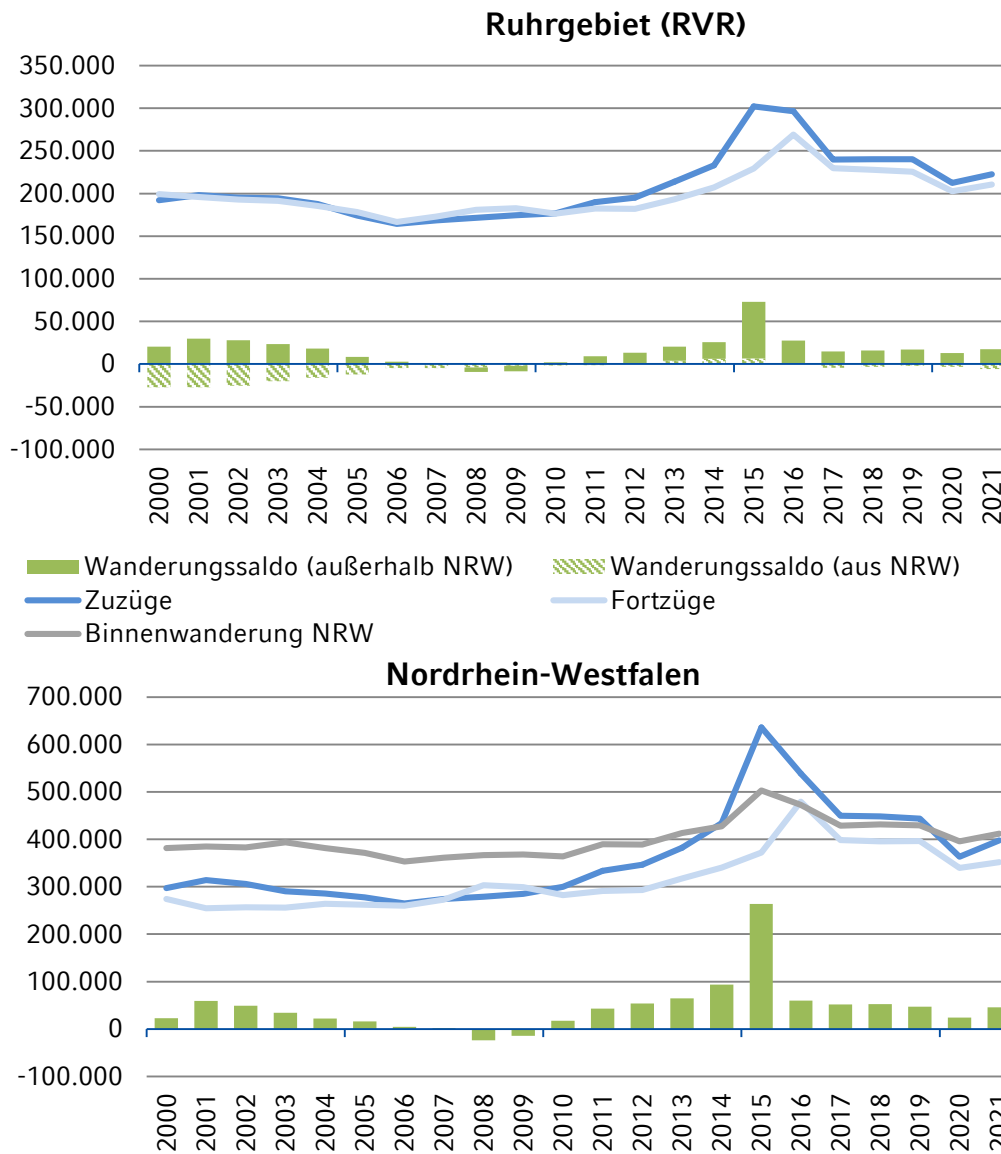 Ruhrgebiet (RVR)
350.000
300.000
250.000
200.000
150.000
100.000
50.000
0
-50.000
-100.000
2000 2001 2002 2003 2004 2005 2006 2007 2008 2009 2010 2011 2012 2013 2014 2015 2016 2017 2018 2019 2020 2021
Wanderungssaldo (außerhalb NRW) Wanderungssaldo (aus NRW)
Zuzüge Fortzüge
Binnenwanderung NRW
Nordrhein-Westfalen
700.000
600.000
500.000
400.000
300.000
200.000
100.000
0
-100.000
2000 2001 2002 2003 2004 2005 2006 2007 2008 2009 2010 2011 2012 2013 2014 2015 2016 2017 2018 2019 2020 2021